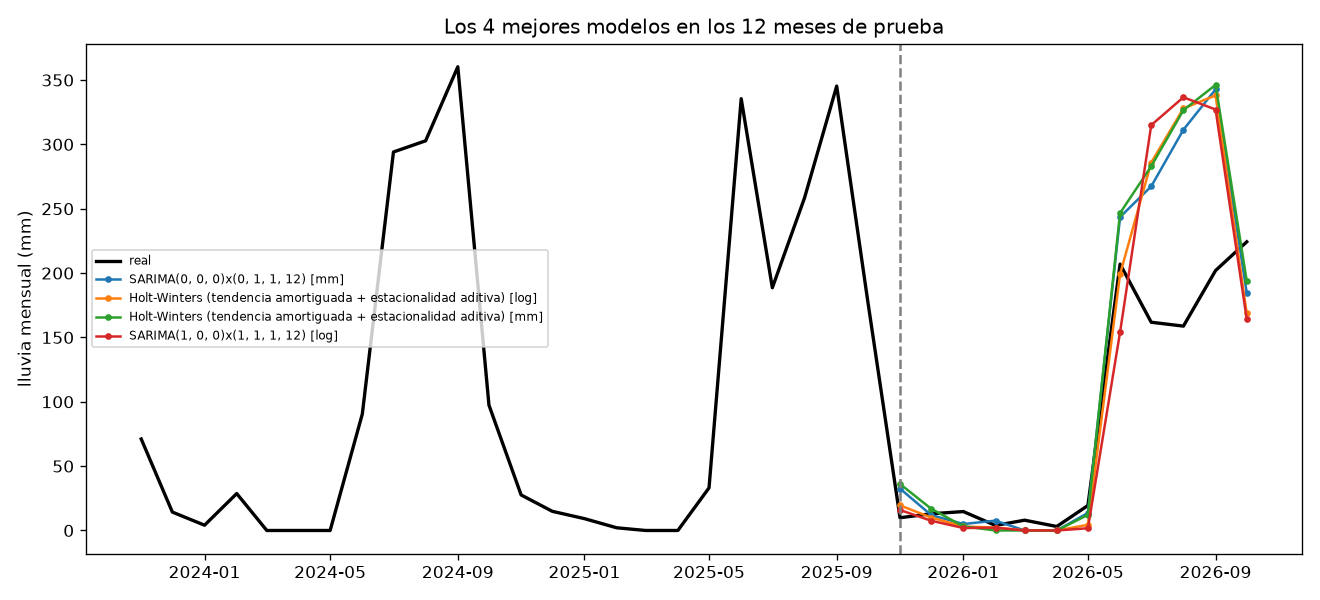 Los 4 mejores modelos en los 12 meses de prueba
lluvia mensual (mm)
350
300
250
200
150
100
50
0
real
SARIMA(0, 0, 0)x(0, 1, 1, 12) [mm]
Holt-Winters (tendencia amortiguada + estacionalidad aditiva) [log]
Holt-Winters (tendencia amortiguada + estacionalidad aditiva) [mm]
SARIMA(1, 0, 0)x(1, 1, 1, 12) [log]
2024-01 2024-05 2024-09 2025-01 2025-05 2025-09 2026-01 2026-05 2026-09